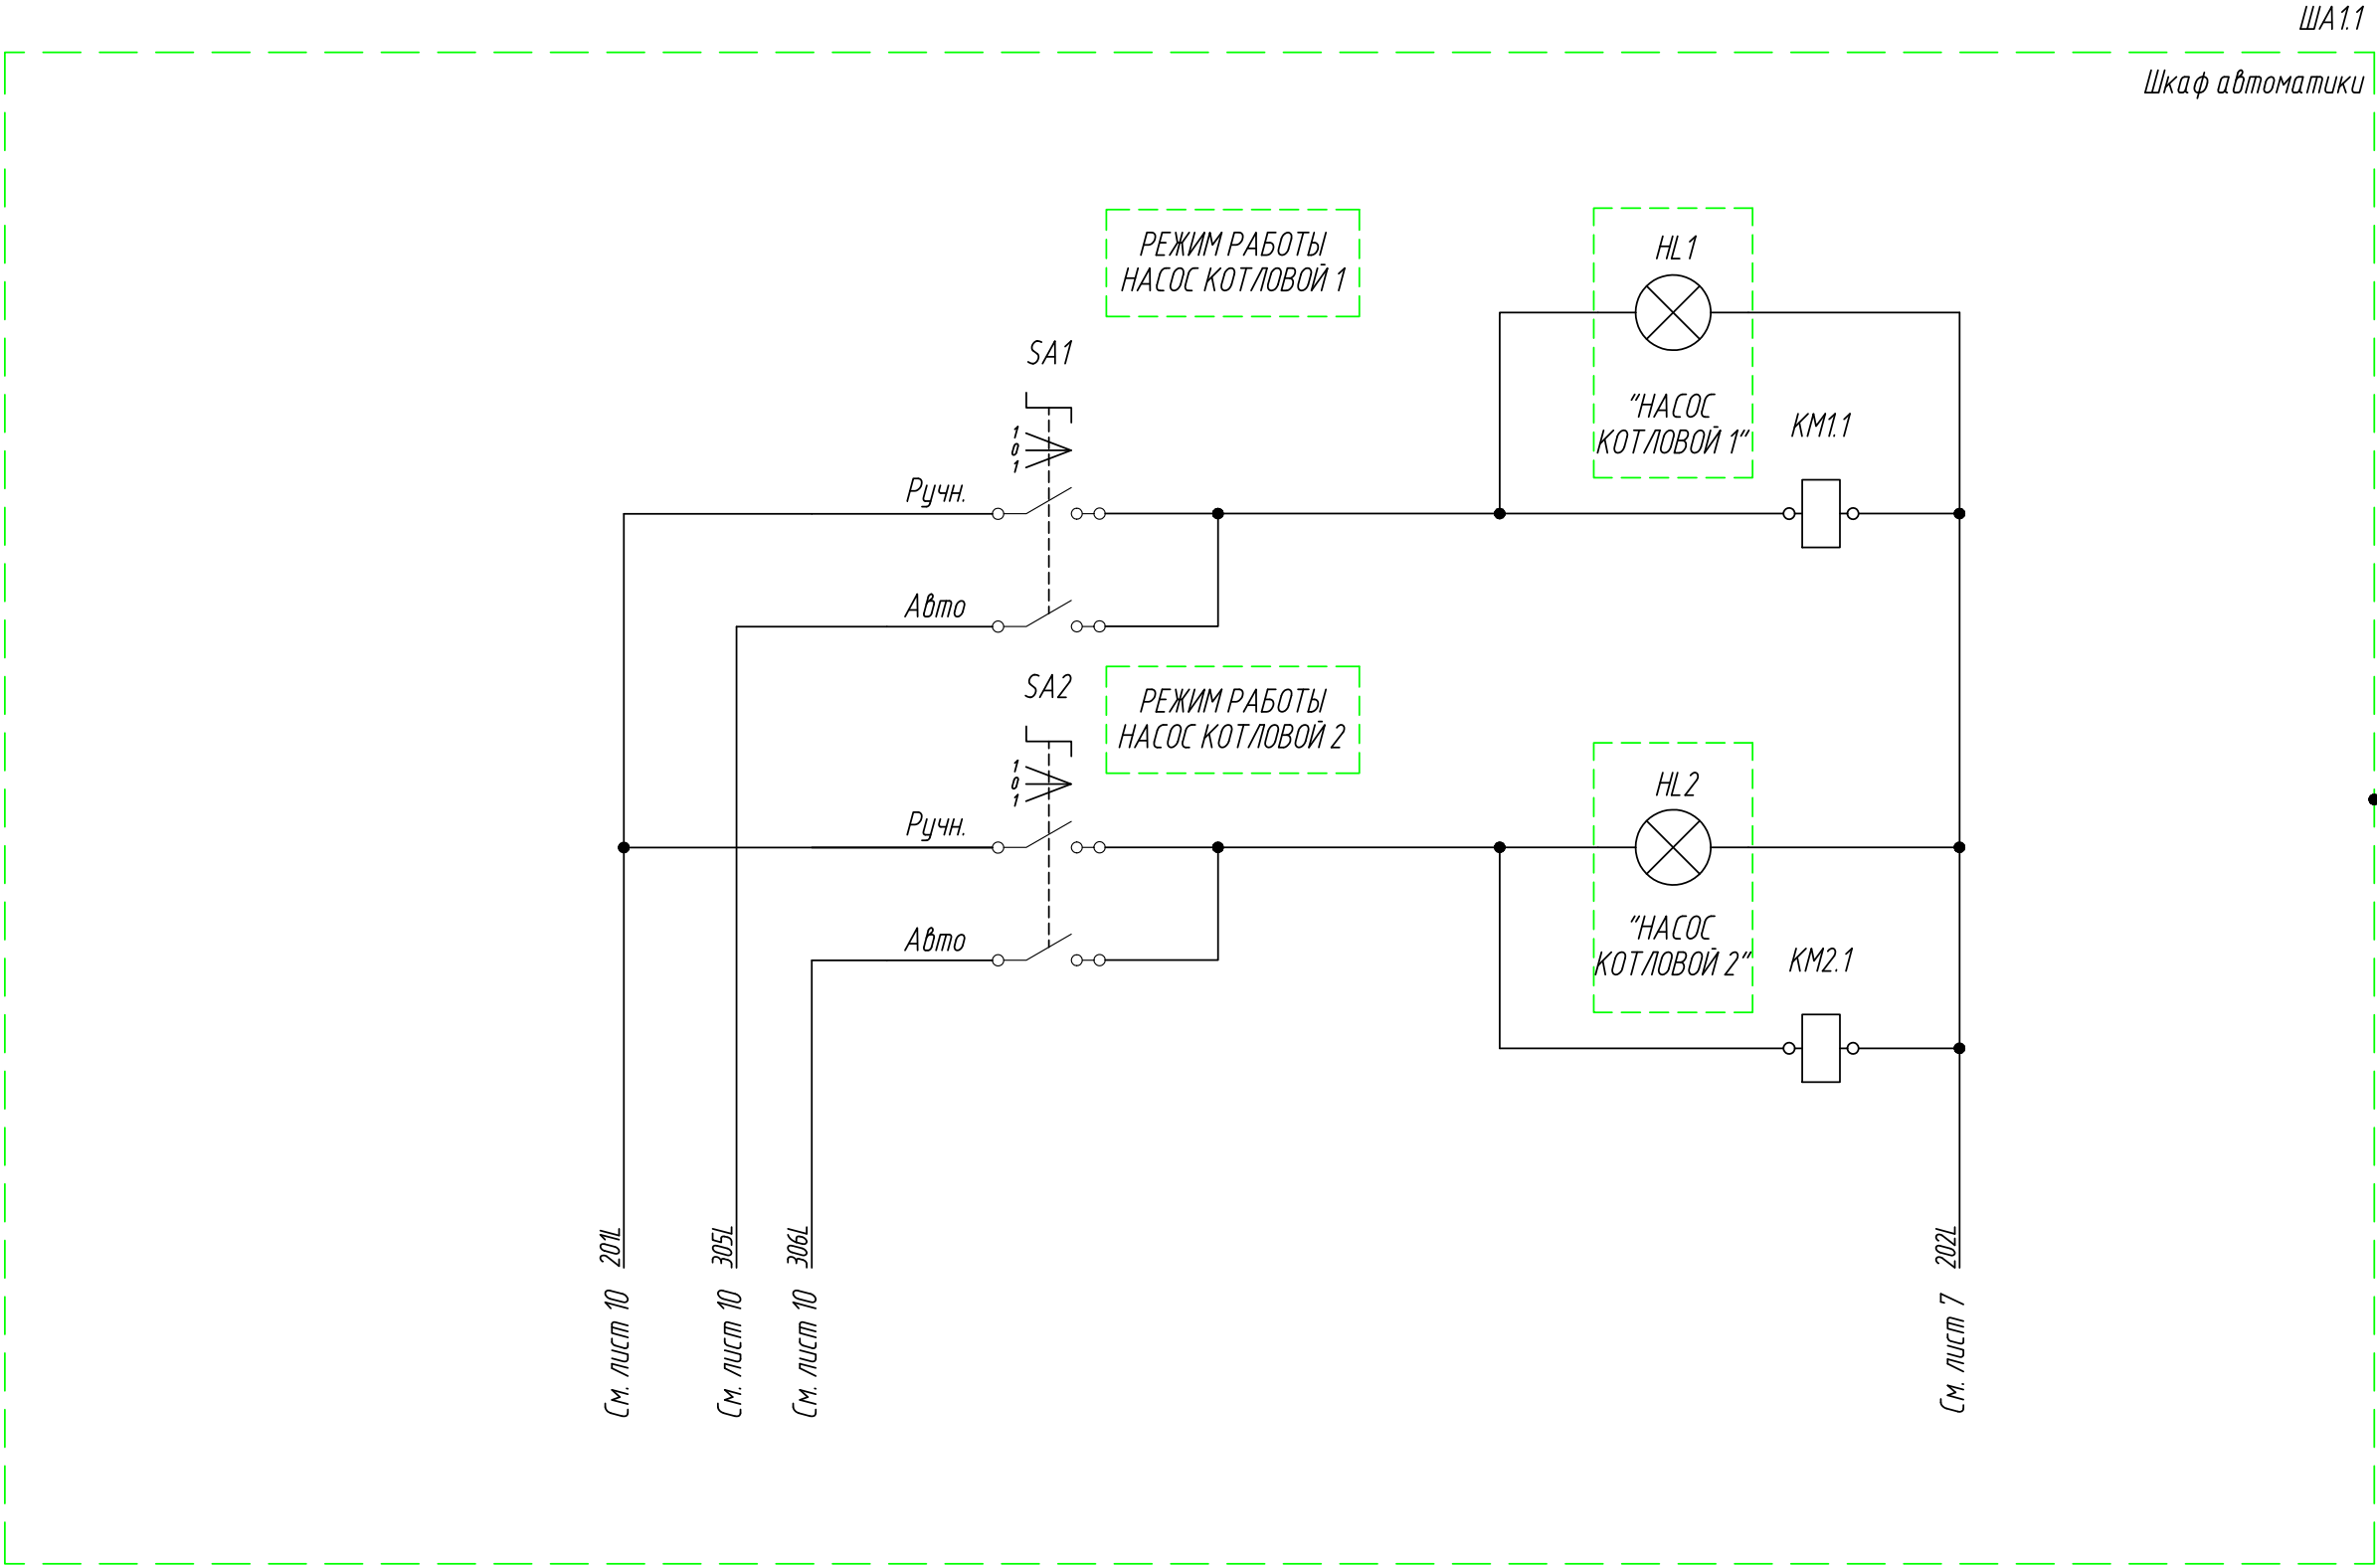 ША1.1
Шкаф автоматики
РЕЖИМ РАБОТЫ
НАСОС КОТЛОВОЙ 1
HL1
SA1
"НАСОС
КОТЛОВОЙ 1"
КМ1.1
1
0
1
Ручн.
Авто
SA2
РЕЖИМ РАБОТЫ
НАСОС КОТЛОВОЙ 2
HL2
1
0
1
Ручн.
Авто
"НАСОС
КОТЛОВОЙ 2"
КМ2.1
См. лист 10 201L
См. лист 10 305L
См. лист 10 306L
См. лист 7 202L